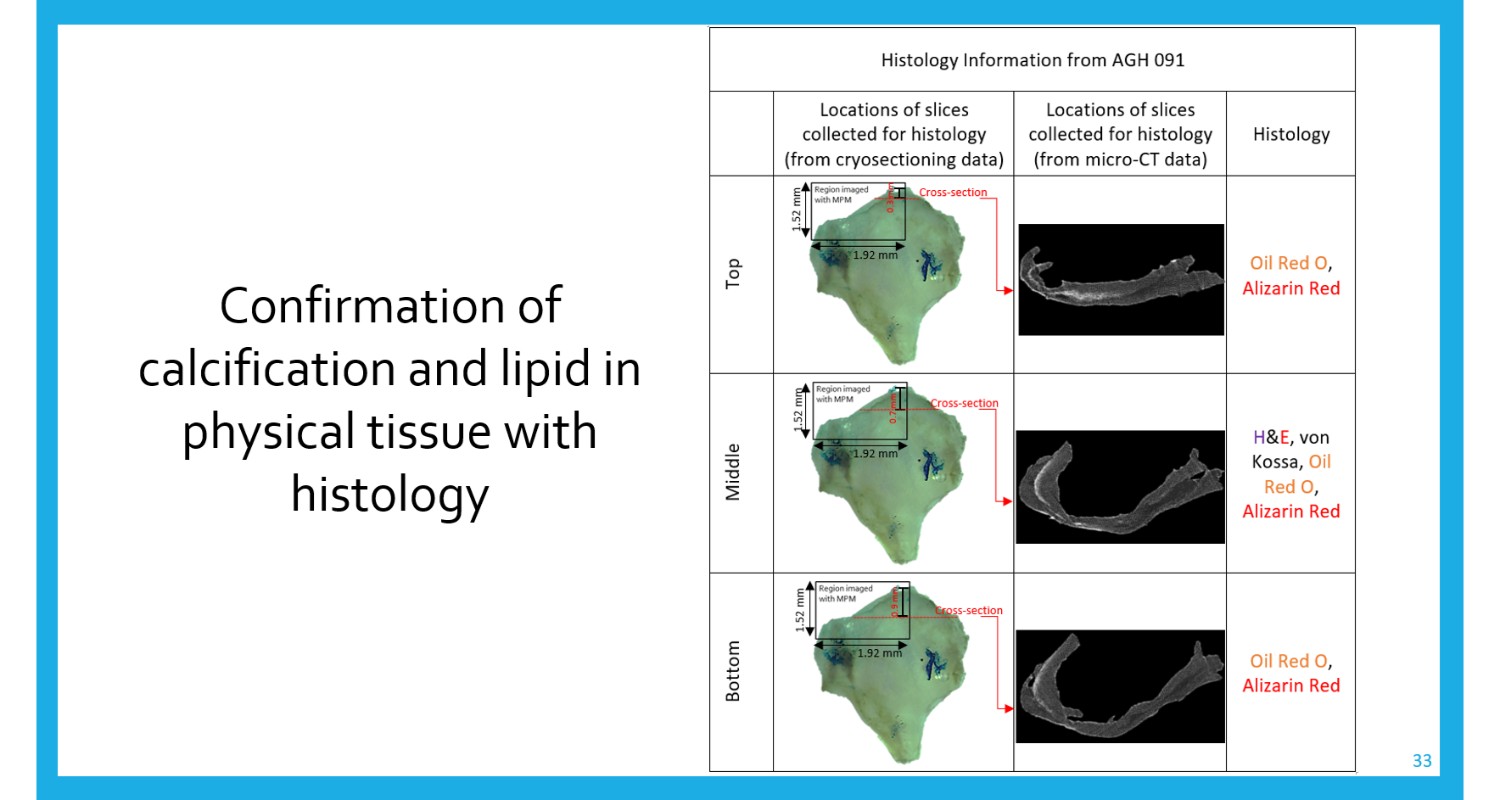 Confirmation of
calcification and lipid in
physical tissue with
histology
Histology Information from AGH 091
Locations of slices
collected for histology
(from cryosectioning data)
Locations of slices
collected for histology
(from micro-CT data)
Histology
Top
1.52 mm
Region imaged
with MPM
Cross-section
1.92 mm
Oil Red O,
Alizarin Red
Middle
1.52 mm
Region imaged
with MPM
0.7 mm
Cross-section
1.92 mm
H&E, von
Kossa, Oil
Red O,
Alizarin Red
Bottom
1.52 mm
Region imaged
with MPM
0.9 mm
Cross-section
1.92 mm
Oil Red O,
Alizarin Red
33